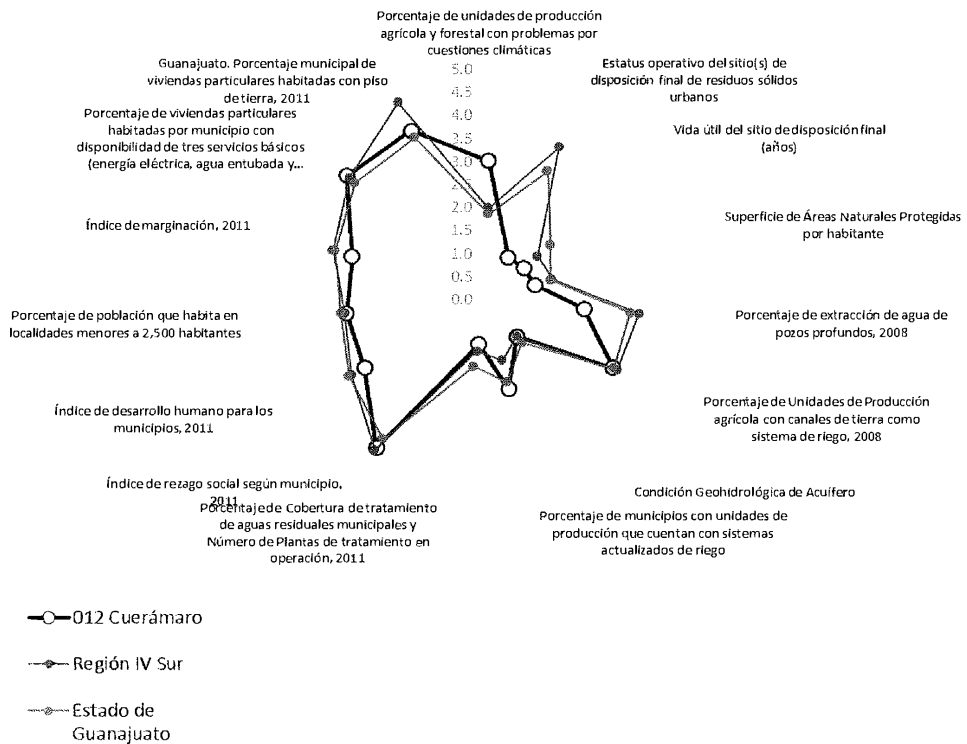 Porcentaje de unidades de producción
agrícola y forestal con problemas por
cuestiones climáticas
Estatus operativo del sitio(s) de
disposición final de residuos sólidos
urbanos
Vida útil del sitio de disposición final
(años)
Superficie de Áreas Naturales Protegidas
por habitante
Porcentaje de extracción de agua de
pozos profundos, 2008
Porcentaje de Unidades de Producción
agrícola con canales de tierra como
sistema de riego, 2008
Condición Geohidrológica de Acuífero
Porcentaje de municipios con unidades de
producción que cuentan con sistemas
actualizados de riego
Porcentaje de Cobertura de tratamiento
de aguas residuales municipales y
Número de Plantas de tratamiento en
operación, 2011
Índice de rezago social según municipio,
2011
Índice de desarrollo humano para los
municipios, 2011
Porcentaje de población que habita en
localidades menores a 2,500 habitantes
Índice de marginación, 2011
Porcentaje de viviendas particulares
habitadas por municipio con
disponibilidad de tres servicios básicos
(energía eléctrica, agua entubada y...
Guanajuato. Porcentaje municipal de
viviendas particulares habitadas con piso
de tierra, 2011
5.0
4.5
4.0
3.5
3.0
2.5
2.0
1.5
1.0
0.5
0.0
012 Cuerámaro
Región IV Sur
Estado de
Guanajuato